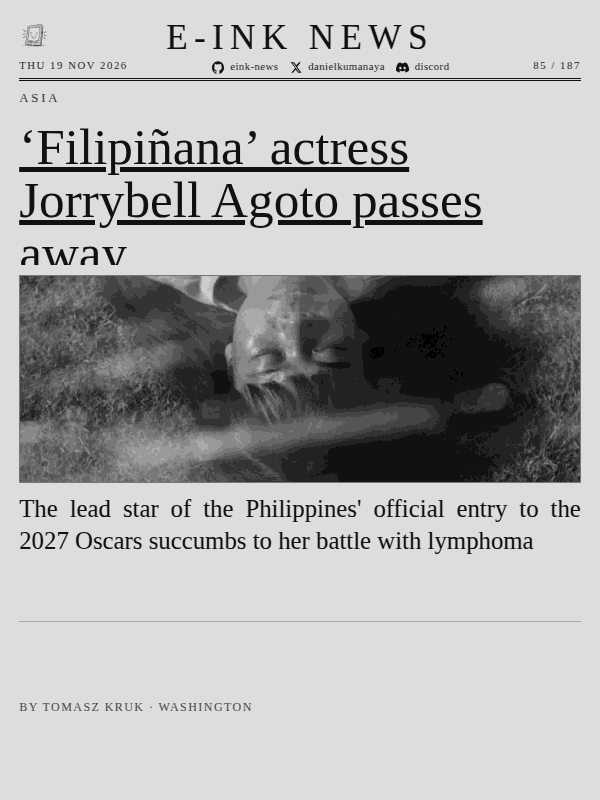 E-INK NEWS
THU 19 NOV 2026
eink-news danielkumanaya discord
85 / 187
ASIA
‘Filipiñana’ actress
Jorrybell Agoto passes
away
The lead star of the Philippines' official entry to the
2027 Oscars succumbs to her battle with lymphoma
BY TOMASZ KRUK · WASHINGTON